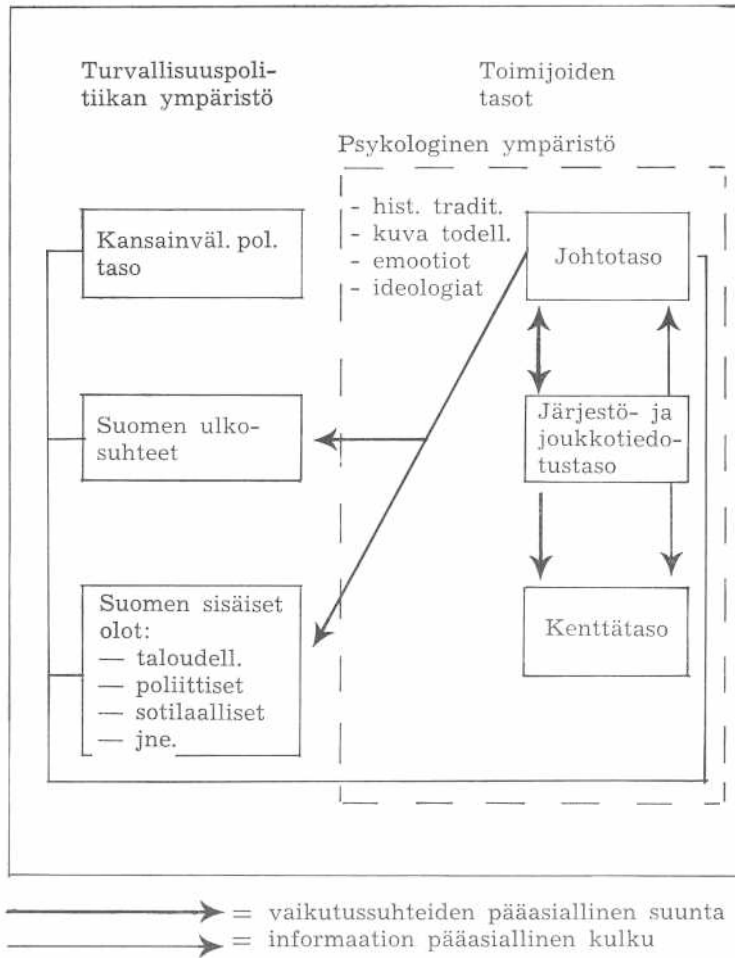 Turvallisuuspoli-
tiikan ympäristö
Toimijoiden
tasot
Psykologinen ympäristö
Kansainväl. pol.
taso
- hist. tradit.
- kuva todell.
- emootiot
- ideologiat
Johtotaso
Suomen ulko-
suhteet
Järjestö- ja
joukkotiedo-
tustaso
Suomen sisäiset
olot:
— taloudell.
— poliittiset
— sotilaalliset
— jne.
Kenttätaso
= vaikutussuhteiden pääasiallinen suunta
= informaation pääasiallinen kulku